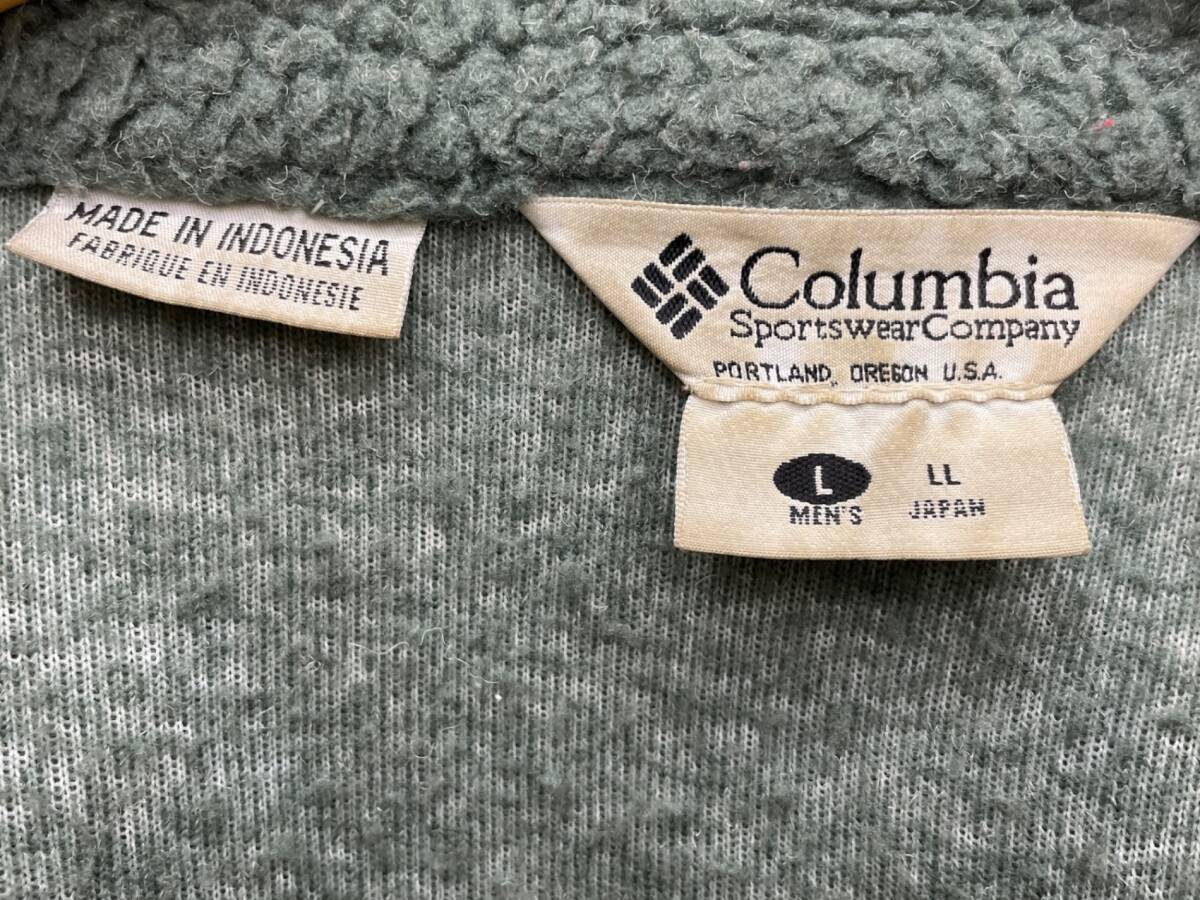 MADE IN INDONESIA
FABRIQUE EN INDONESIE
Columbia
SportswearCompany
PORTLAND, OREGON U.S.A.
L LL
MEN'S JAPAN